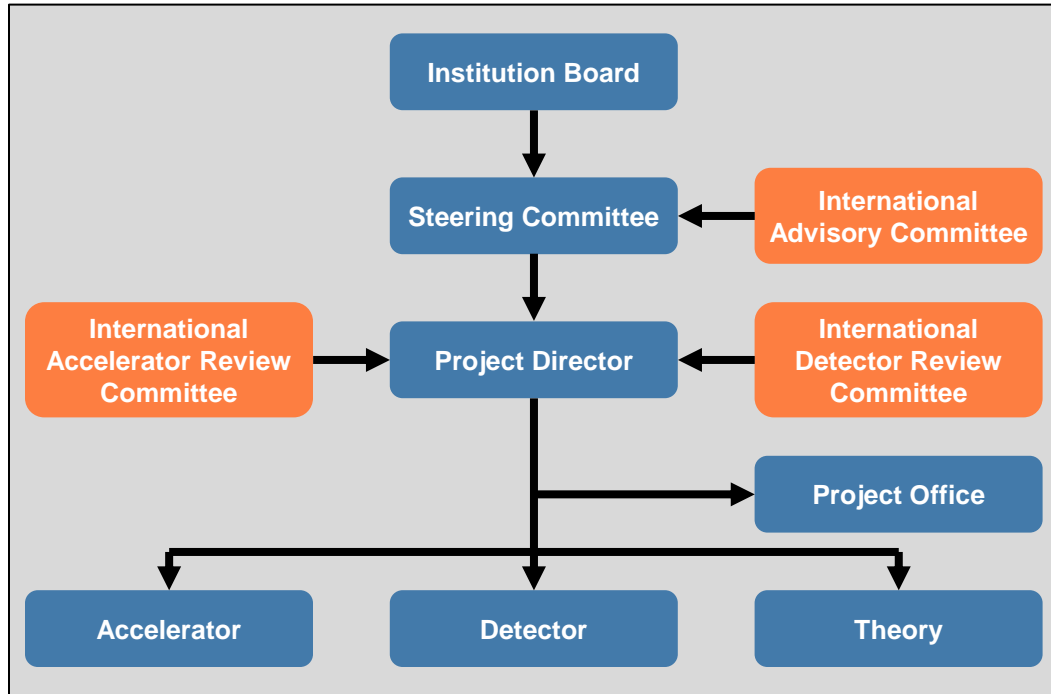 Institution Board
Steering Committee
International
Advisory Committee
International
Accelerator Review
Committee
Project Director
International
Detector Review
Committee
Project Office
Accelerator
Detector
Theory